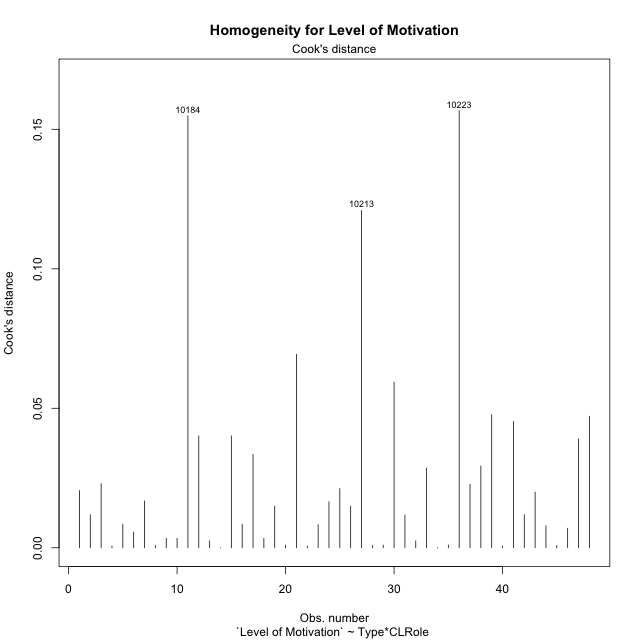 Homogeneity for Level of Motivation
Cook's distance
10184
10223
10213
Cook's distance
0.15
0.10
0.05
0.00
0 10 20 30 40
Obs. number
`Level of Motivation` ~ Type*CLRole